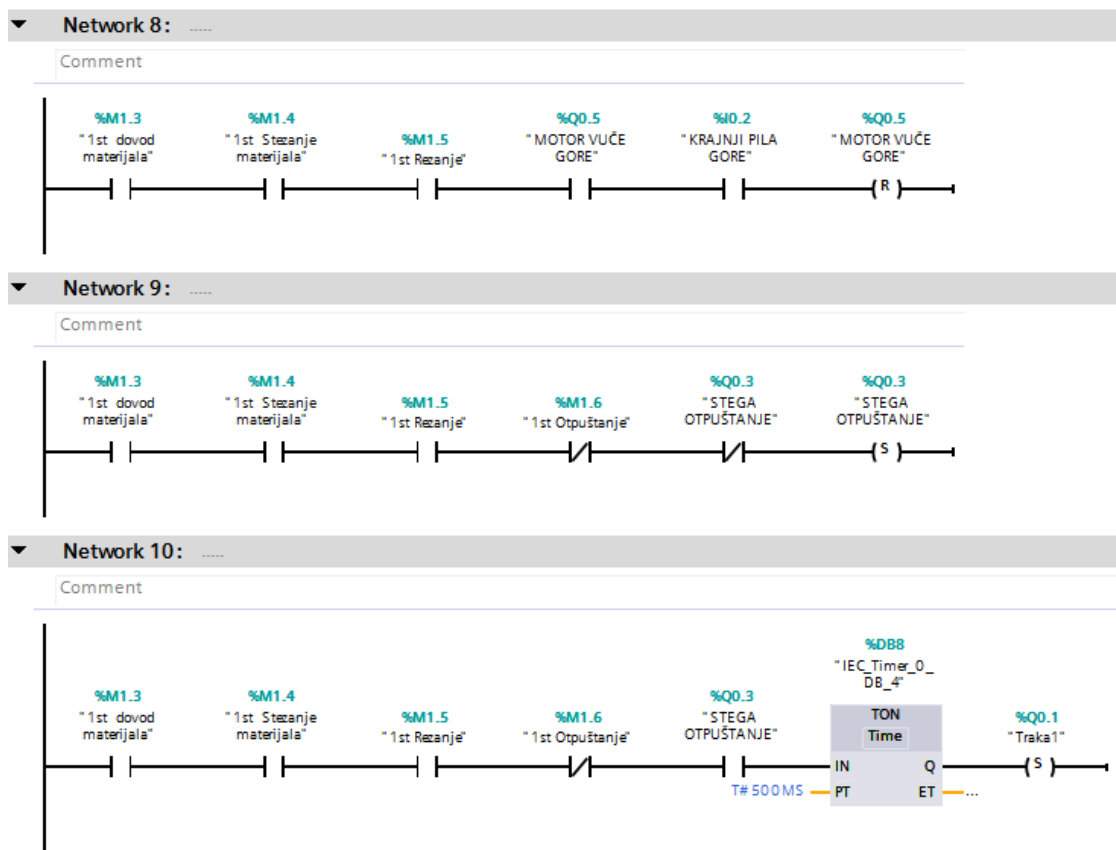 Network 8: .....
Comment
%M1.3 %M1.4 %M1.5 %Q0.5 %I0.2 %Q0.5
"1st dovod materijala" "1st Stezanje materijala" "1st Rezanje" "MOTOR VUČE GORE" "KRAJNJI PILA GORE" "MOTOR VUČE GORE"
R
Network 9: .....
Comment
%M1.3 %M1.4 %M1.5 %M1.6 %Q0.3 %Q0.3
"1st dovod materijala" "1st Stezanje materijala" "1st Rezanje" "1st Otpuštanje" "STEGA OTPUŠTANJE" "STEGA OTPUŠTANJE"
S
Network 10: .....
Comment
%DB8
"IEC_Timer_0_
DB_4"
%M1.3 %M1.4 %M1.5 %M1.6 %Q0.3 TON %Q0.1
"1st dovod materijala" "1st Stezanje materijala" "1st Rezanje" "1st Otpuštanje" "STEGA OTPUŠTANJE" Time "Traka1"
IN Q S
T#500MS PT ET ...